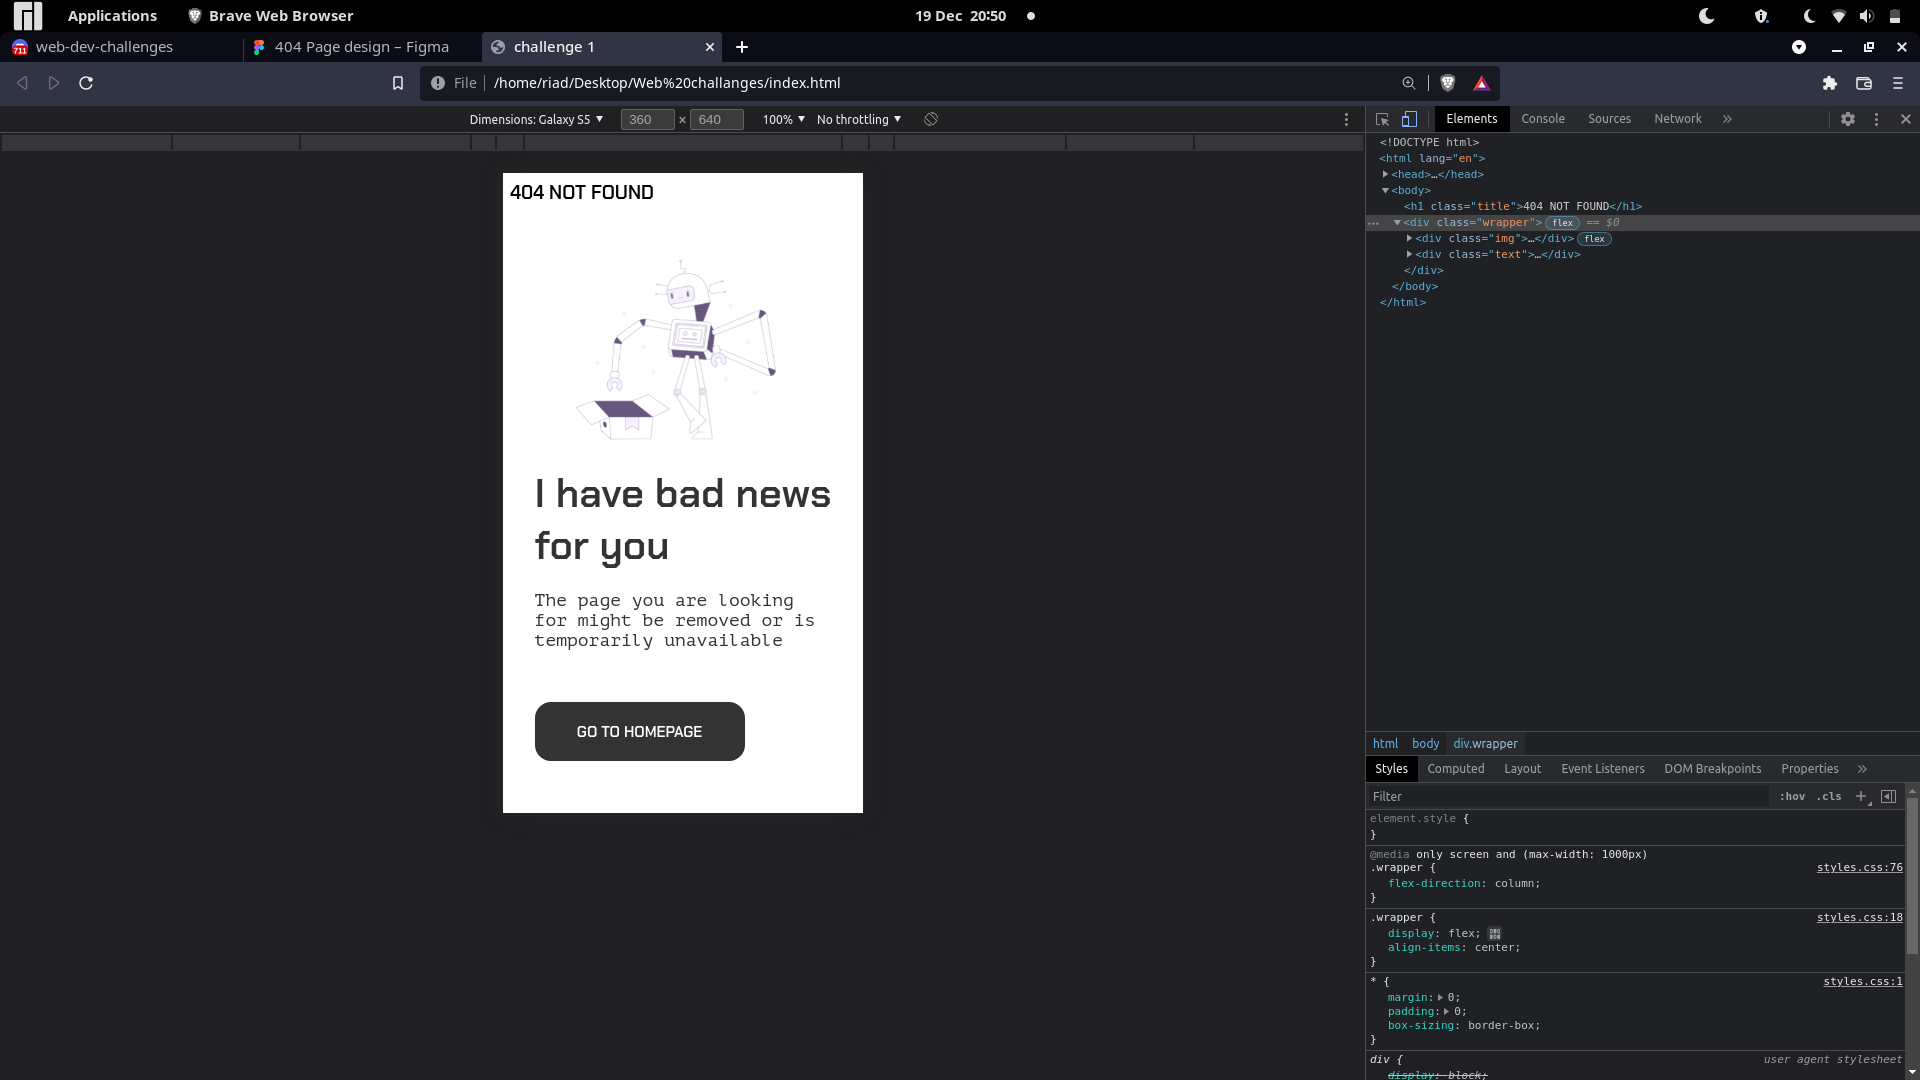 Applications
Brave Web Browser
19 Dec 20:50
711
web-dev-challenges
404 Page design – Figma
challenge 1
File
/home/riad/Desktop/Web%20challanges/index.html
Dimensions: Galaxy S5
360 × 640
100%
No throttling
Elements
Console
Sources
Network
404 NOT FOUND
I have bad news
for you
The page you are looking
for might be removed or is
temporarily unavailable
GO TO HOMEPAGE
<!DOCTYPE html>
<html lang="en">
<head>…</head>
<body>
<h1 class="title">404 NOT FOUND</h1>
<div class="wrapper"> flex == $0
<div class="img">…</div> flex
<div class="text">…</div>
</div>
</body>
</html>
html body div.wrapper
Styles
Computed
Layout
Event Listeners
DOM Breakpoints
Properties
Filter
:hov .cls
element.style {
}
@media only screen and (max-width: 1000px)
.wrapper { styles.css:76
flex-direction: column;
}
.wrapper { styles.css:18
display: flex;
align-items: center;
}
* { styles.css:1
margin: 0;
padding: 0;
box-sizing: border-box;
}
div { user agent stylesheet
display: block;